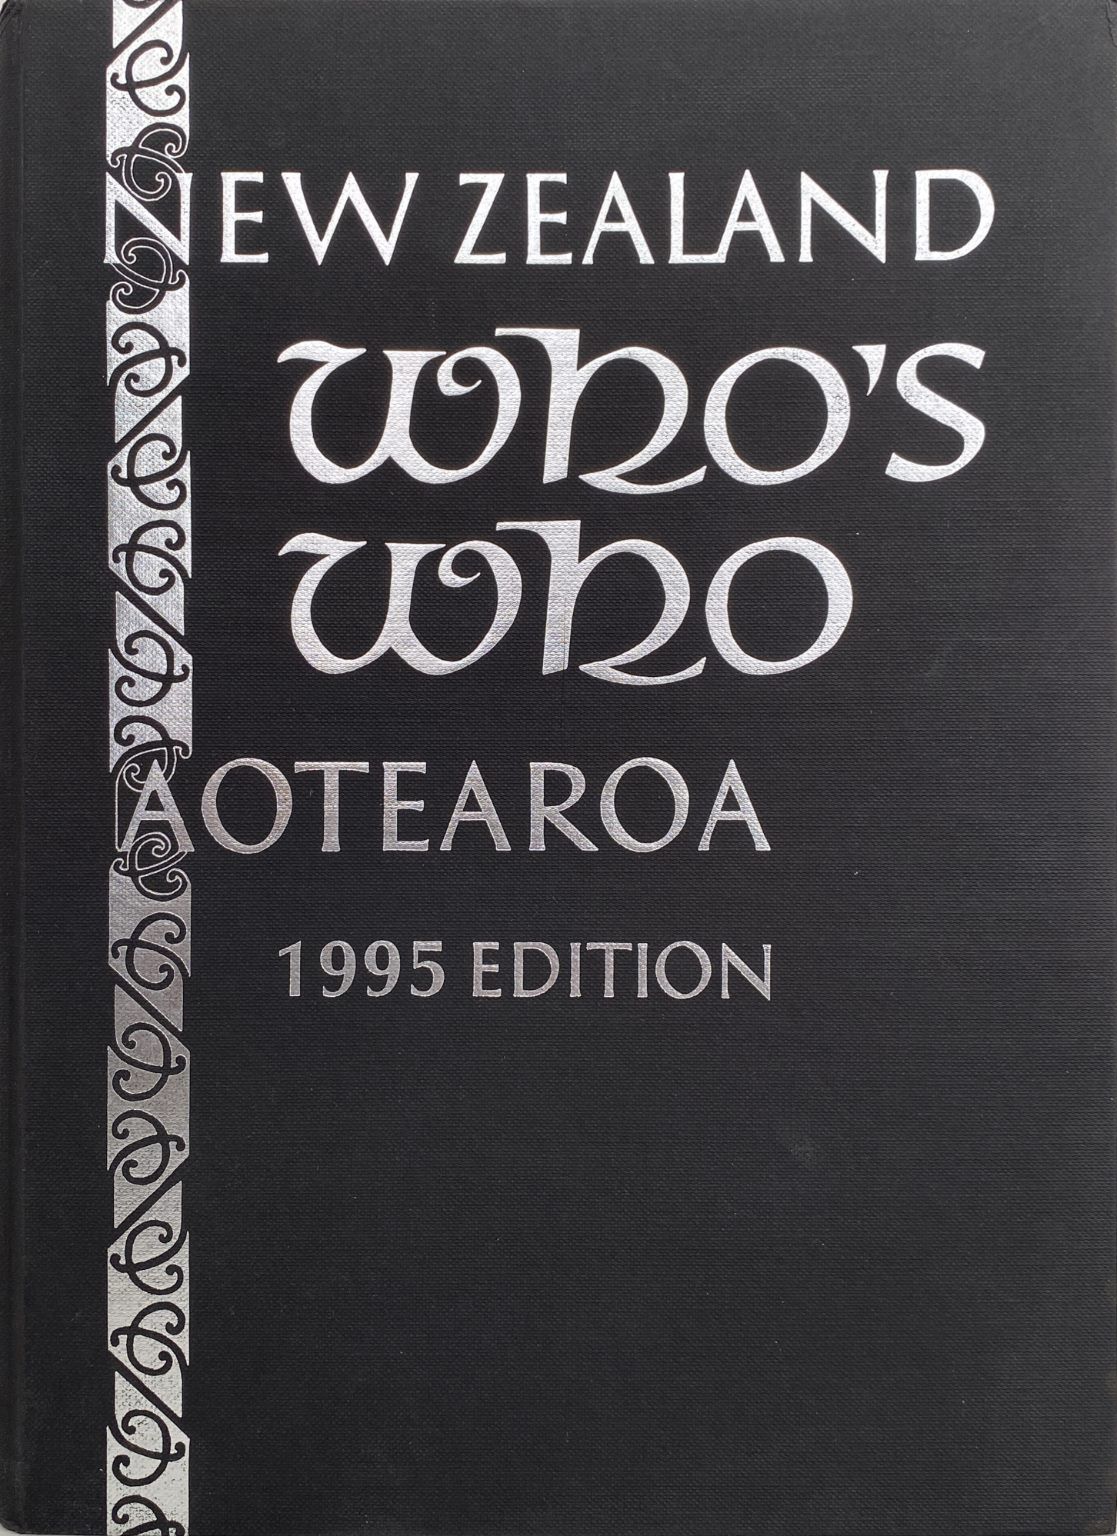 NEW ZEALAND
WHO'S
WHO
AOTEAROA
1995 EDITION